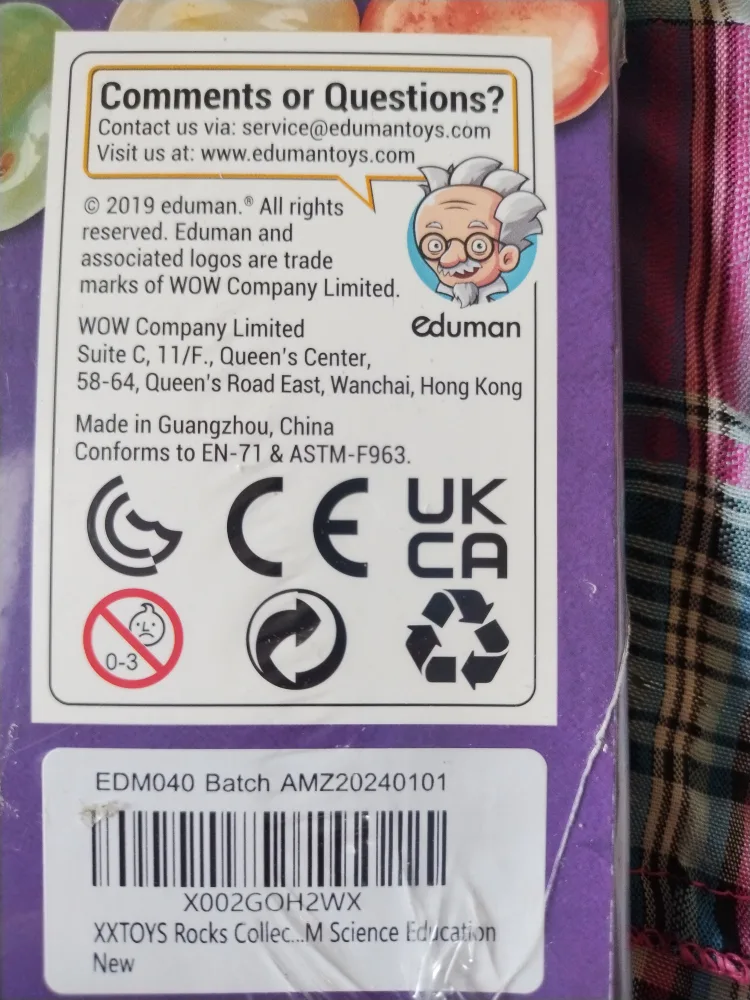 Comments or Questions?
Contact us via: service@edumantoys.com
Visit us at: www.edumantoys.com
© 2019 eduman.® All rights
reserved. Eduman and
associated logos are trade
marks of WOW Company Limited.
eduman
WOW Company Limited
Suite C, 11/F., Queen's Center,
58-64, Queen's Road East, Wanchai, Hong Kong
Made in Guangzhou, China
Conforms to EN-71 & ASTM-F963.
CE
UK
CA
0-3
EDM040 Batch AMZ20240101
X002GOH2WX
XXTOYS Rocks Collec...M Science Education
New